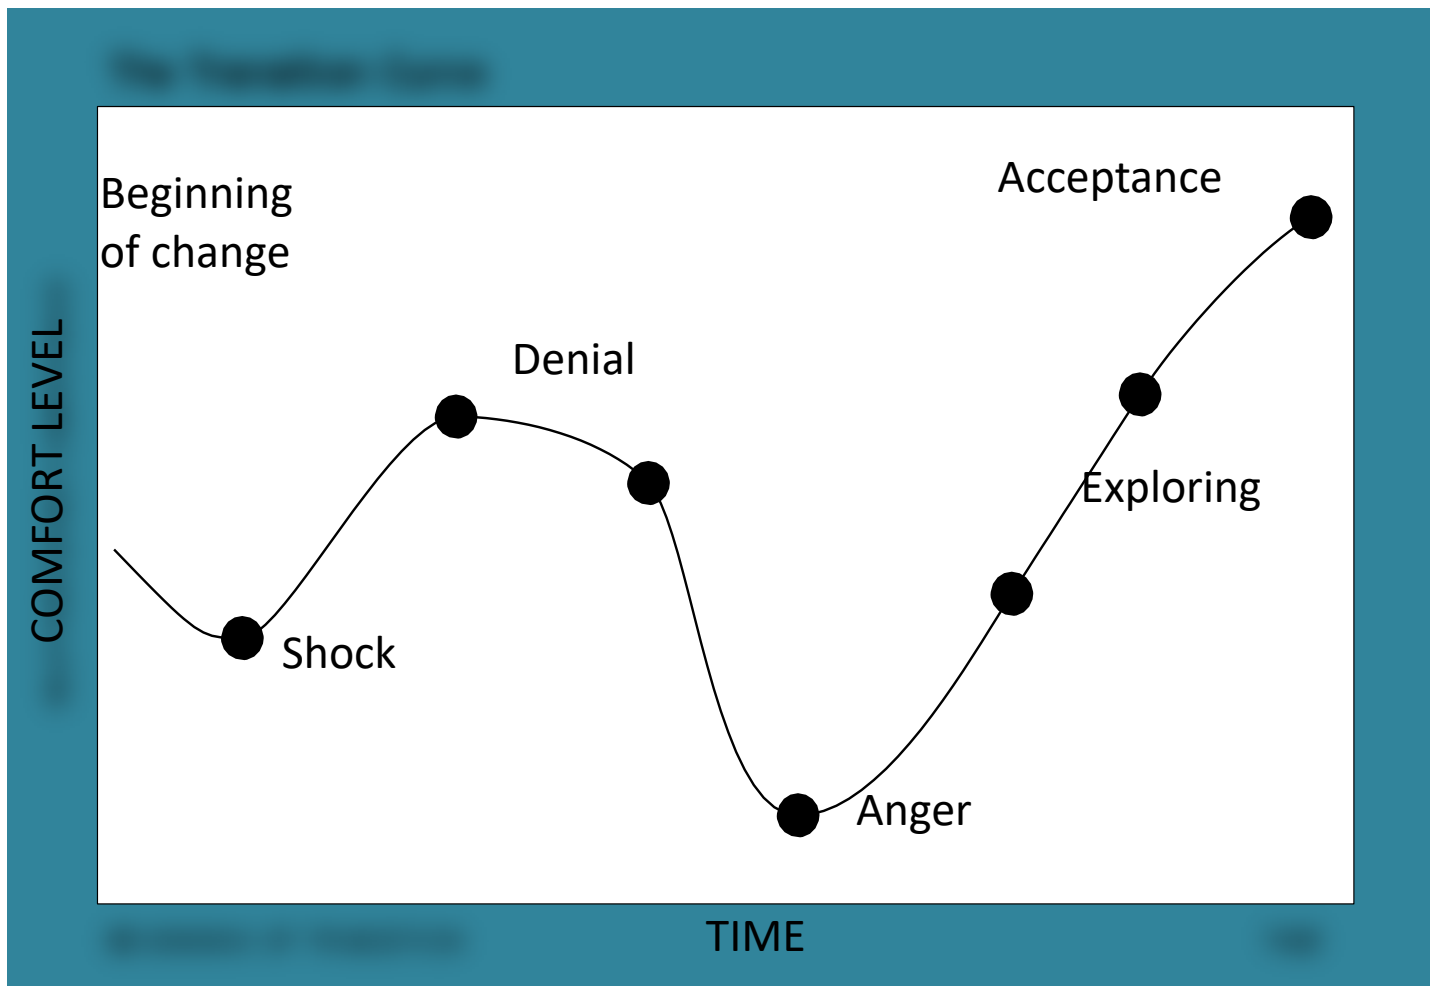 Beginning
of change
Acceptance
Denial
COMFORT LEVEL
Exploring
Shock
Anger
TIME